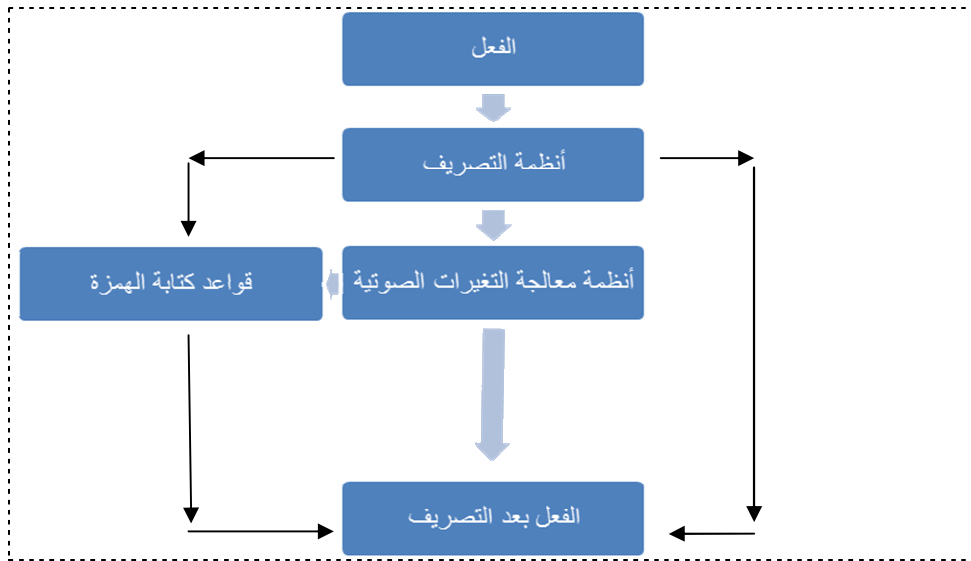 الفعل
أنظمة التصريف
أنظمة معالجة التغيرات الصوتية
قواعد كتابة الهمزة
الفعل بعد التصريف